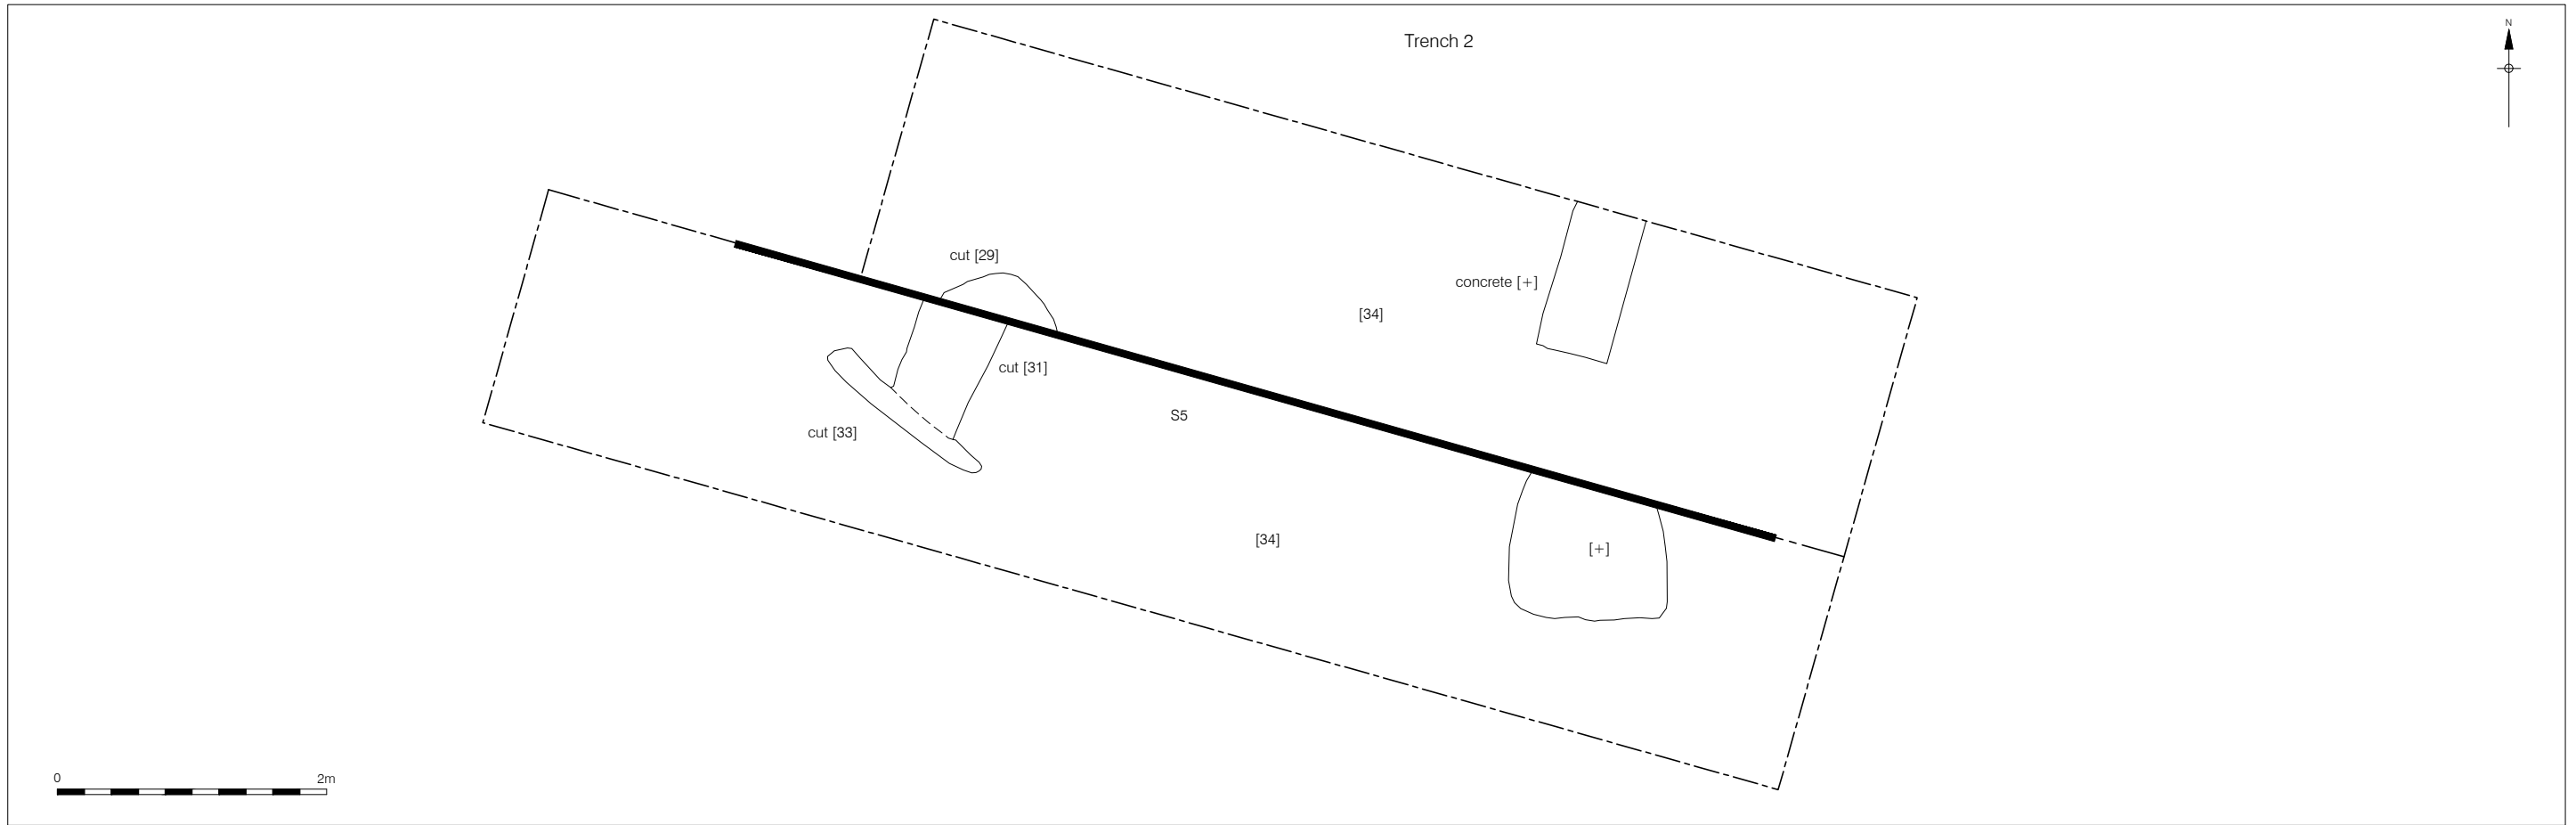 Trench 2
N
cut [29]
concrete [+]
[34]
cut [31]
S5
cut [33]
[34]
[+]
0 2m